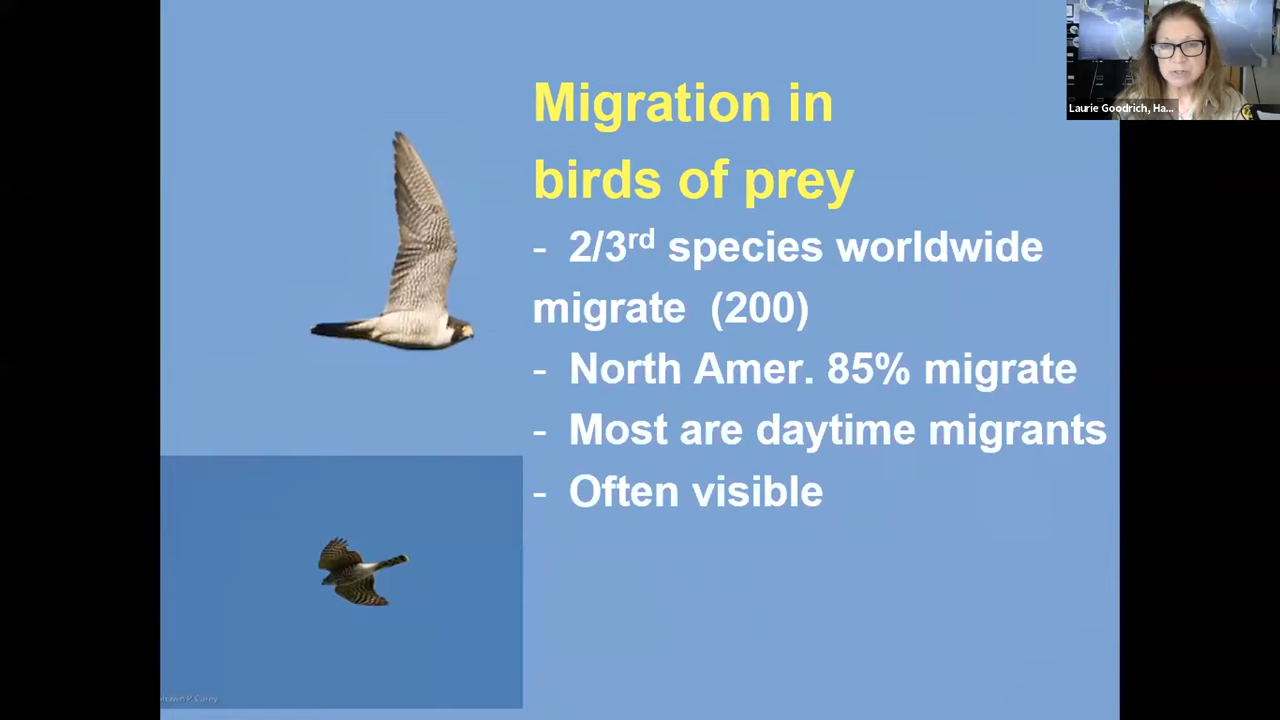 Laurie Goodrich, Ha...
Migration in
birds of prey
- 2/3rd species worldwide
migrate (200)
- North Amer. 85% migrate
- Most are daytime migrants
- Often visible